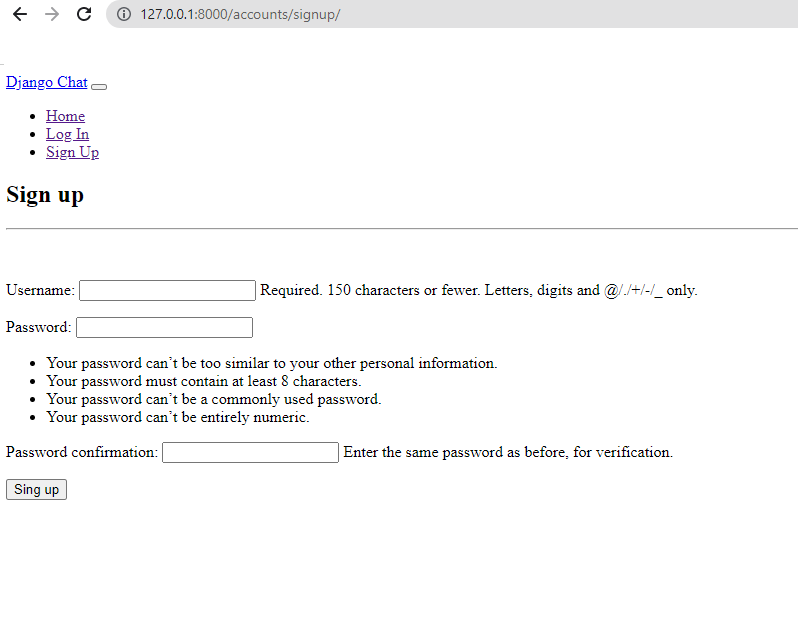 127.0.0.1:8000/accounts/signup/
Django Chat
Home
Log In
Sign Up
Sign up
Username: Required. 150 characters or fewer. Letters, digits and @/./+/-/_ only.
Password:
Your password can’t be too similar to your other personal information.
Your password must contain at least 8 characters.
Your password can’t be a commonly used password.
Your password can’t be entirely numeric.
Password confirmation: Enter the same password as before, for verification.
Sing up